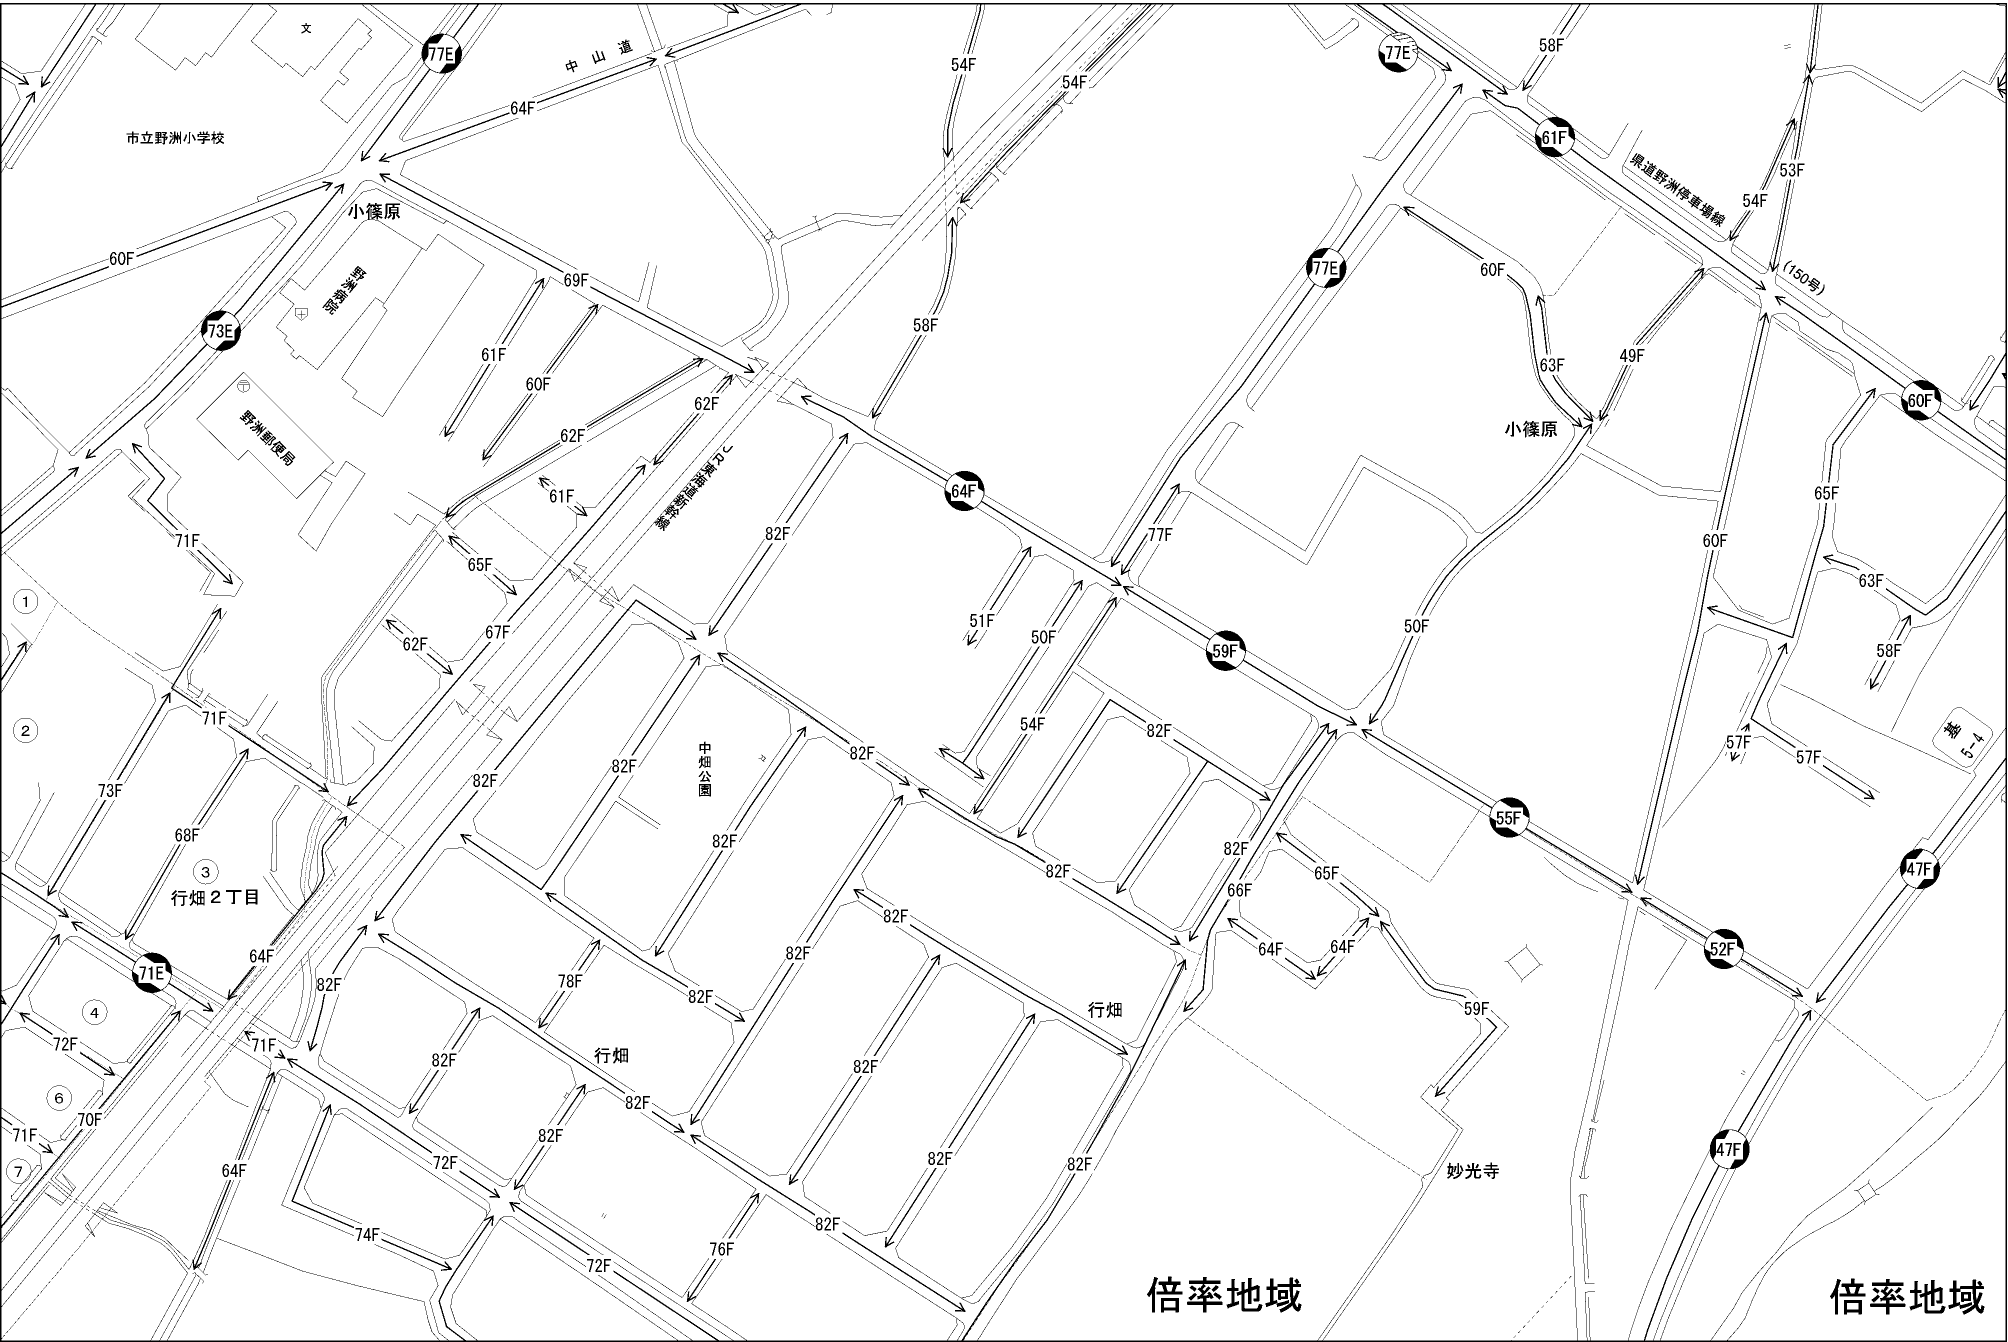 文
77E
中山道
64F
54F
54F
77E
58F
61F
県道野洲停車場線
53F
54F
(150号)
市立野洲小学校
小篠原
60F
野洲病院
69F
73E
61F
60F
62F
62F
58F
77E
60F
63F
49F
60F
〒
野洲郵便局
JR東海道新幹線
小篠原
61F
64F
82F
77F
65F
60F
71F
65F
67F
62F
51F
50F
54F
59F
50F
63F
58F
1
2
71F
73F
68F
82F
82F
中畑公園
82F
82F
82F
82F
57F
57F
基
5-4
3
行畑2丁目
64F
71E
82F
82F
66F
65F
55F
47F
82F
82F
82F
78F
82F
64F
64F
52F
59F
行畑
4
72F
71F
行畑
82F
82F
82F
6
70F
71F
7
64F
72F
82F
82F
82F
妙光寺
47F
74F
72F
76F
82F
倍率地域
倍率地域